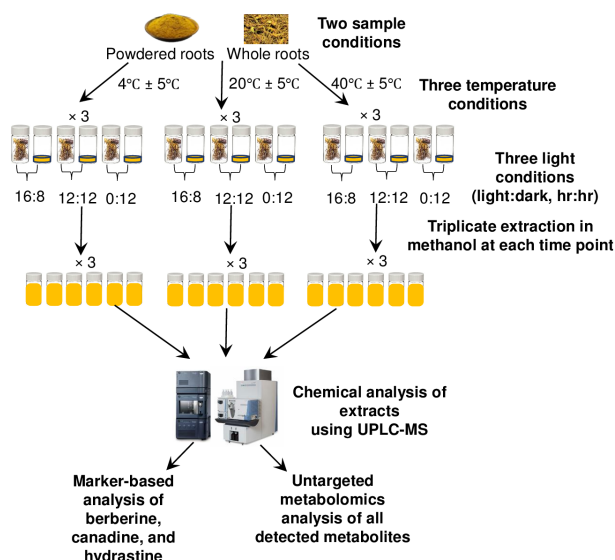 Two sample
conditions
Powdered roots
Whole roots
4℃ ± 5℃
20℃ ± 5℃
40℃ ± 5℃
Three temperature
conditions
× 3
× 3
× 3
Three light
conditions
(light:dark, hr:hr)
16:8
12:12
0:12
16:8
12:12
0:12
16:8
12:12
0:12
Triplicate extraction in
methanol at each time point
× 3
× 3
× 3
Chemical analysis of
extracts
using UPLC-MS
Marker-based
analysis of
berberine,
canadine, and
hydrastine
Untargeted
metabolomics
analysis of all
detected metabolites